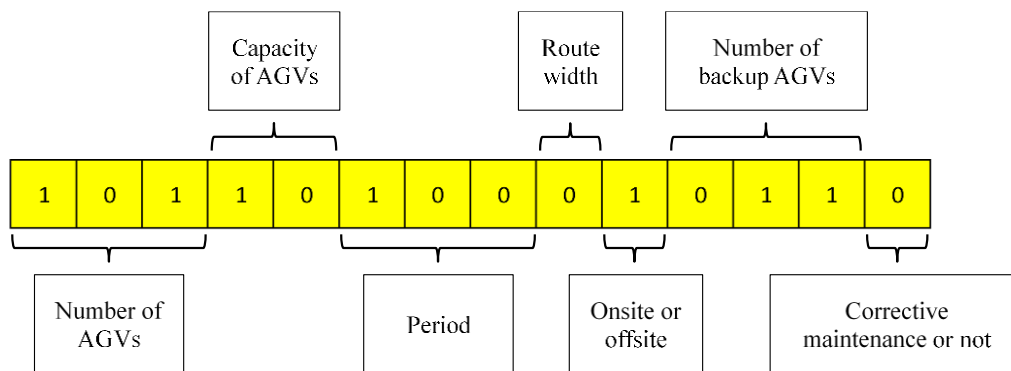 Capacity
of AGVs
Route
width
Number of
backup AGVs
1 0 1 1 0 1 0 0 0 1 0 1 1 0
Number of
AGVs
Period
Onsite or
offsite
Corrective
maintenance or not